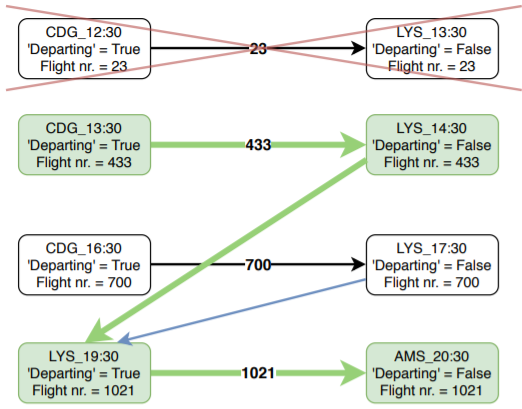 CDG_12:30
'Departing' = True
Flight nr. = 23
23
LYS_13:30
'Departing' = False
Flight nr. = 23
CDG_13:30
'Departing' = True
Flight nr. = 433
433
LYS_14:30
'Departing' = False
Flight nr. = 433
CDG_16:30
'Departing' = True
Flight nr. = 700
700
LYS_17:30
'Departing' = False
Flight nr. = 700
LYS_19:30
'Departing' = True
Flight nr. = 1021
1021
AMS_20:30
'Departing' = False
Flight nr. = 1021